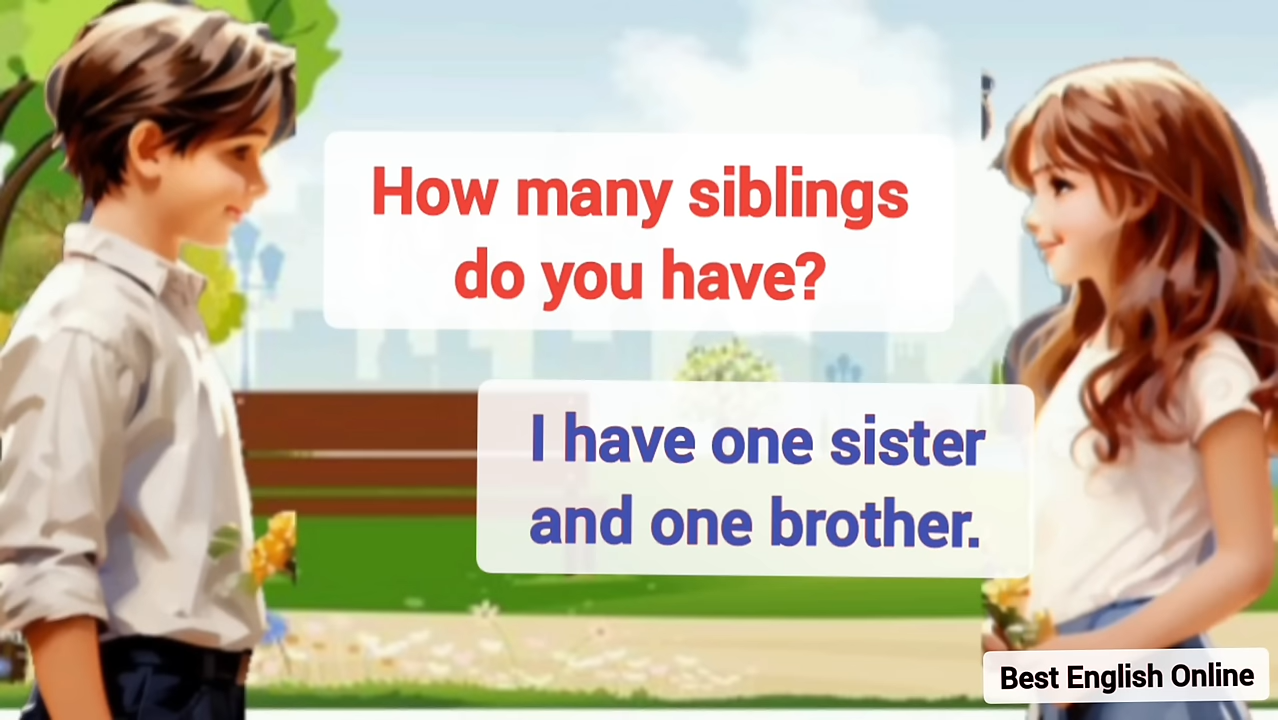 How many siblings
do you have?
I have one sister
and one brother.
Best English Online